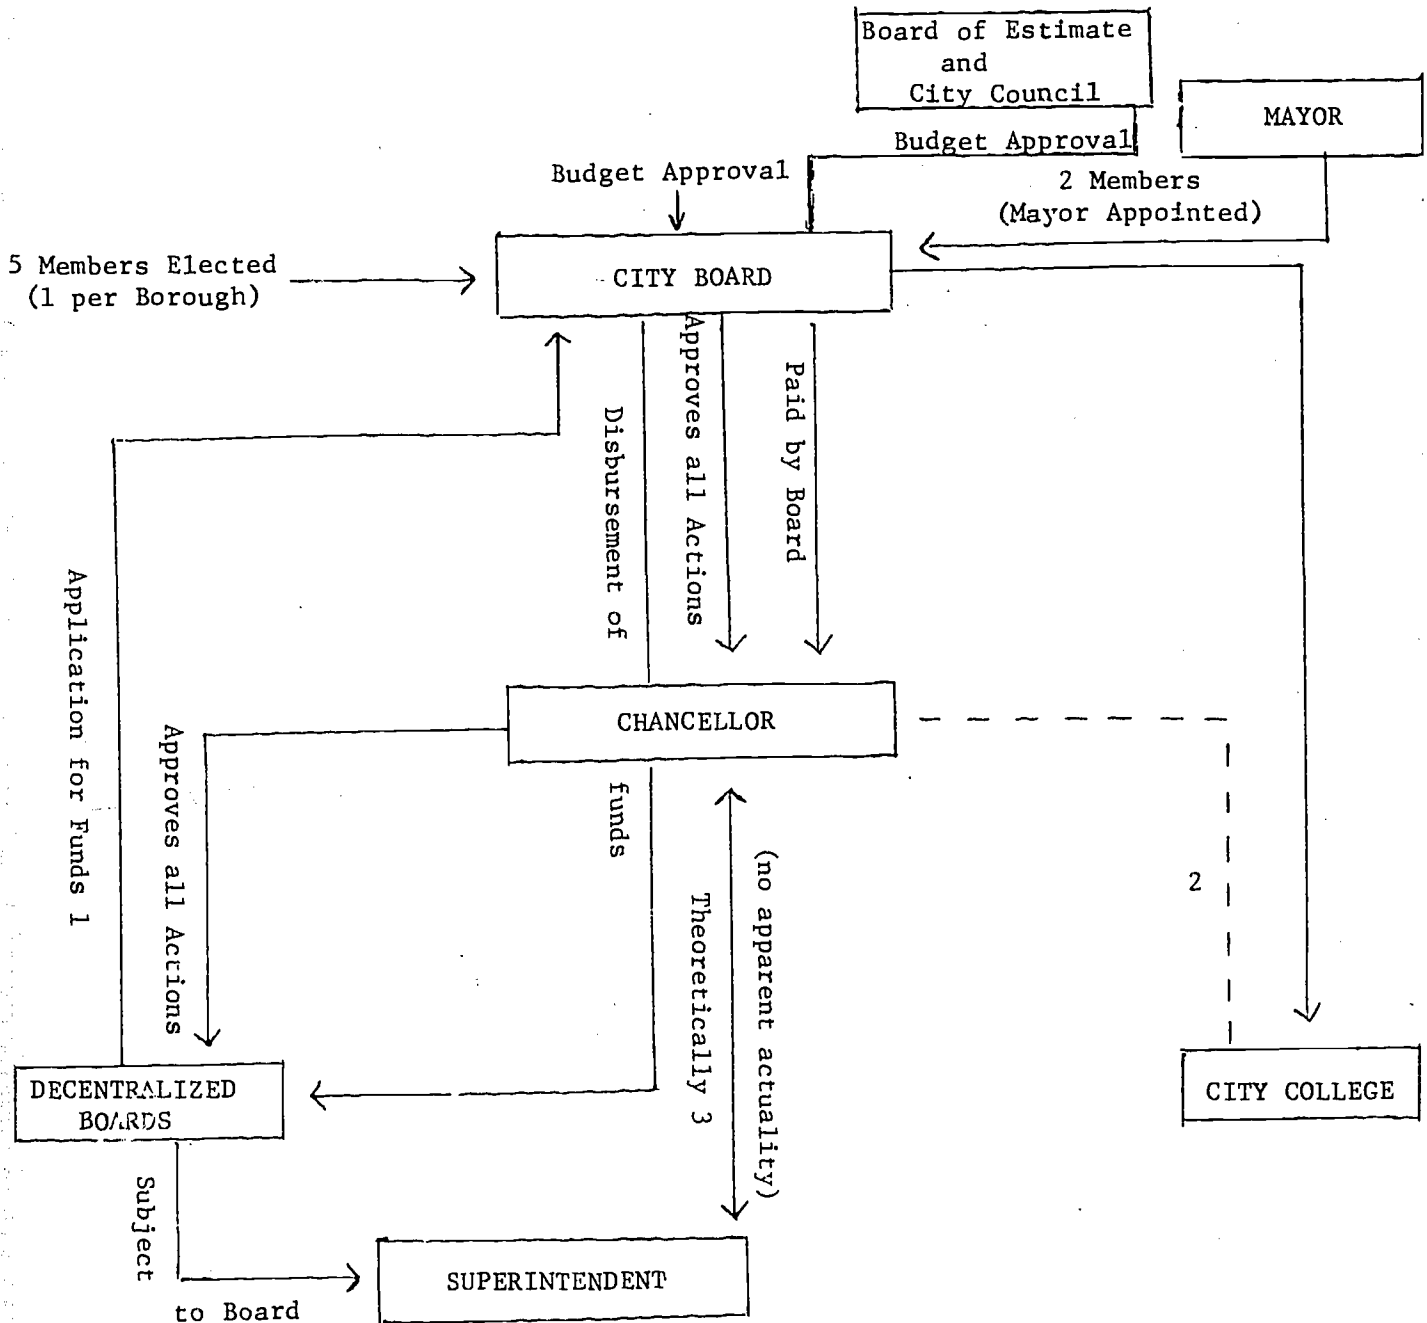 Board of Estimate
and
City Council
MAYOR
Budget Approval
Budget Approval
2 Members
(Mayor Appointed)
5 Members Elected
(1 per Borough)
CITY BOARD
Disbursement of
Approves all Actions
Paid by Board
Application for Funds 1
Approves all Actions
CHANCELLOR
funds
Theoretically 3
(no apparent actuality)
2
DECENTRALIZED
BOARDS
CITY COLLEGE
Subject
to Board
SUPERINTENDENT